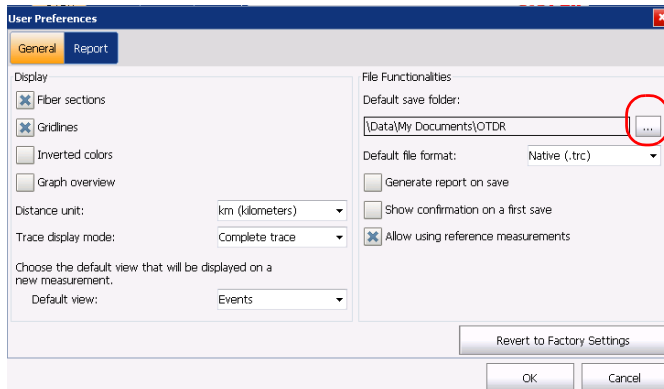 User Preferences
General
Report
Display
Fiber sections
Gridlines
Inverted colors
Graph overview
Distance unit:
km (kilometers)
Trace display mode:
Complete trace
Choose the default view that will be displayed on a
new measurement.
Default view:
Events
File Functionalities
Default save folder:
\Data\My Documents\OTDR
...
Default file format:
Native (.trc)
Generate report on save
Show confirmation on a first save
Allow using reference measurements
Revert to Factory Settings
OK
Cancel